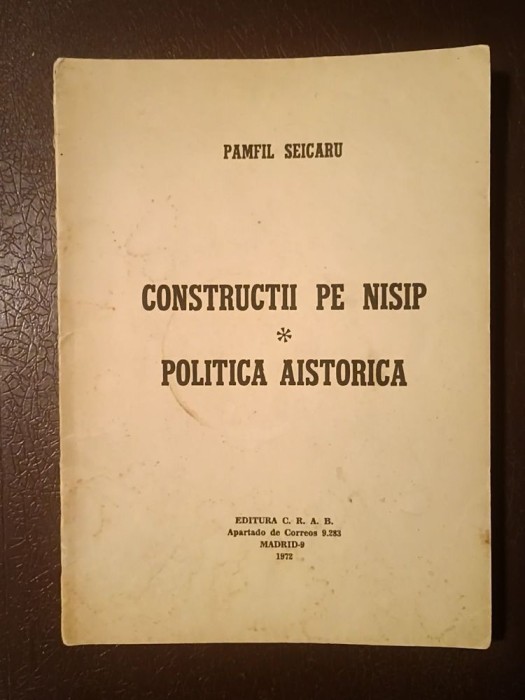 PAMFIL SEICARU
CONSTRUCTII PE NISIP
*
POLITICA AISTORICA
EDITURA C. R. A. B.
Apartado de Correos 9.283
MADRID-9
1972